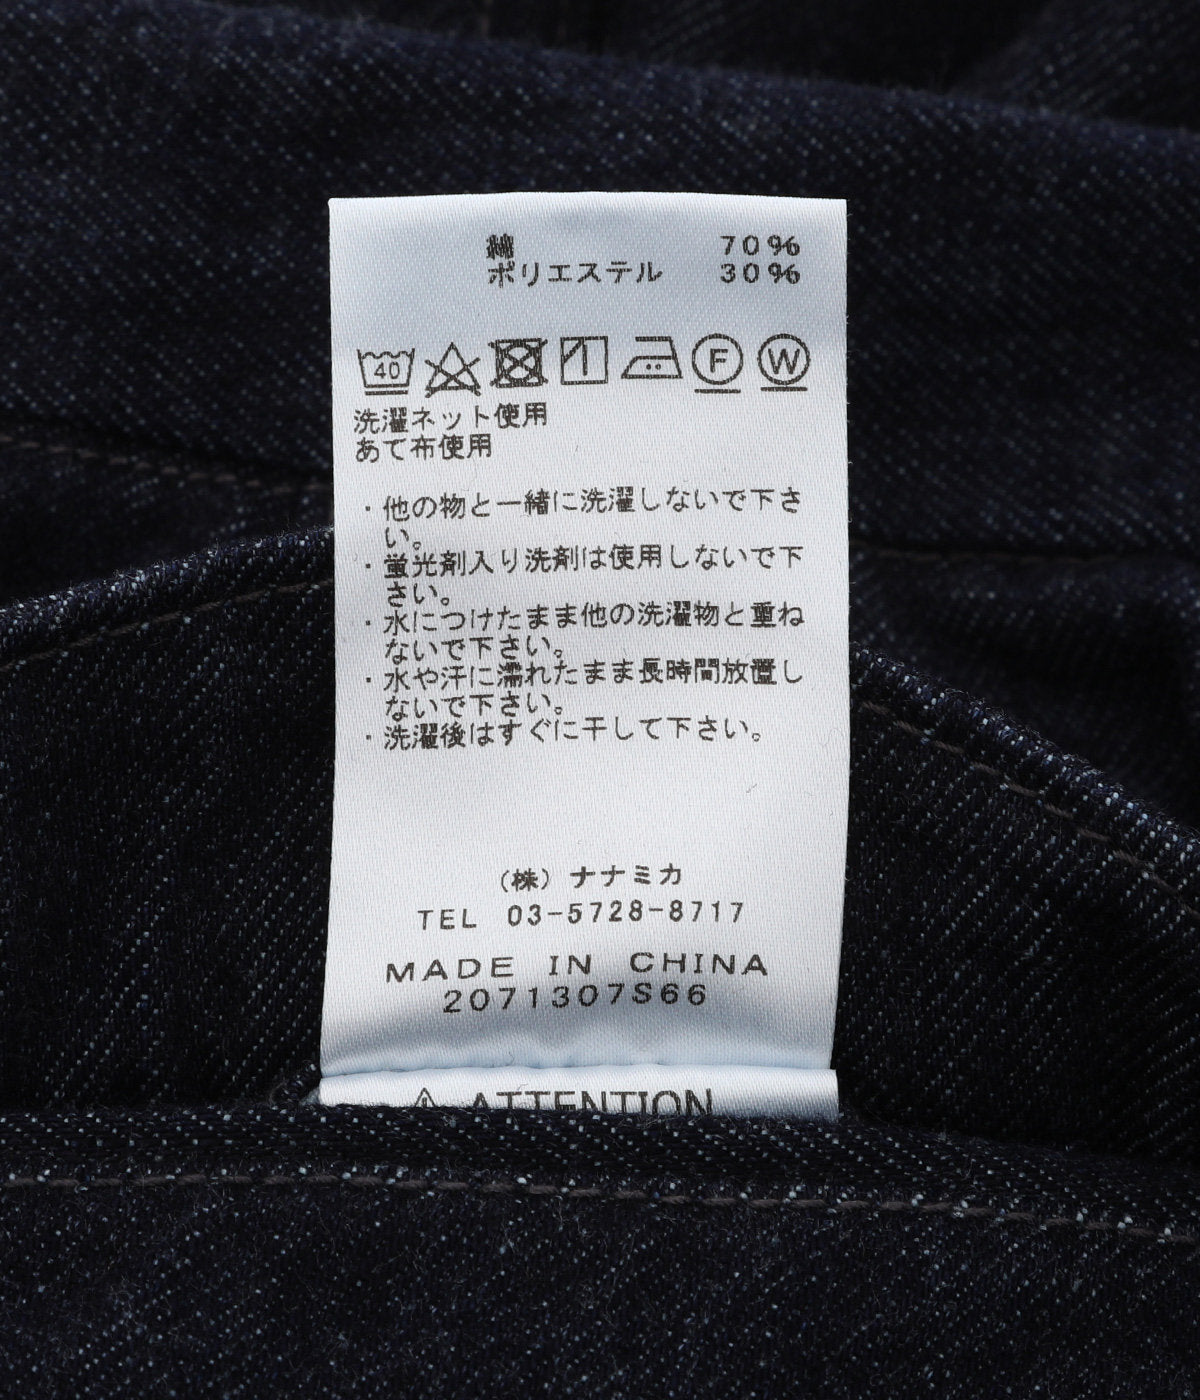 綿 70%
ポリエステル 30%
40 F W
洗濯ネット使用
あて布使用
・他の物と一緒に洗濯しないで下さ
い。
・蛍光剤入り洗剤は使用しないで下
さい。
・水につけたまま他の洗濯物と重ね
ないで下さい。
・水や汗に濡れたまま長時間放置し
ないで下さい。
・洗濯後はすぐに干して下さい。
(株)ナナミカ
TEL 03-5728-8717
MADE IN CHINA
2071307S66
⚠ ATTENTION